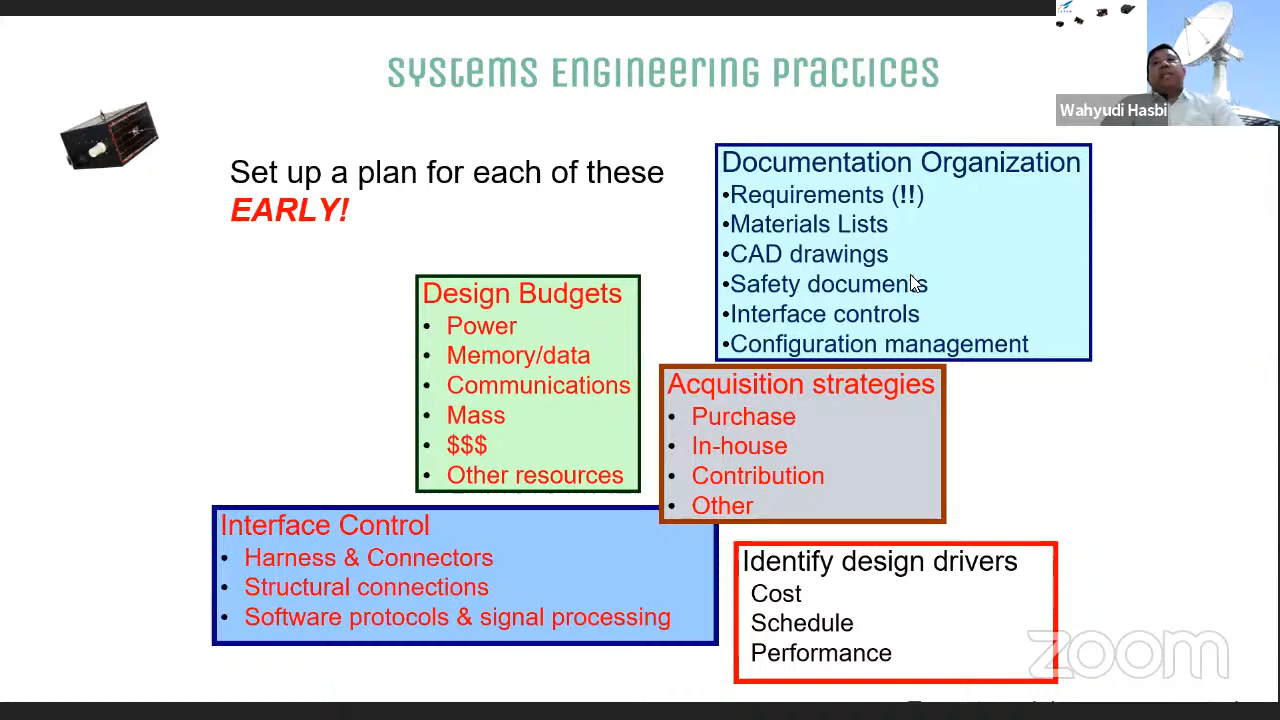 Systems Engineering Practices
Wahyudi Hasbi
Set up a plan for each of these
EARLY!
Documentation Organization
•Requirements (!!)
•Materials Lists
•CAD drawings
•Safety documents
•Interface controls
•Configuration management
Design Budgets
• Power
• Memory/data
• Communications
• Mass
• $$$
• Other resources
Acquisition strategies
• Purchase
• In-house
• Contribution
• Other
Interface Control
• Harness & Connectors
• Structural connections
• Software protocols & signal processing
Identify design drivers
Cost
Schedule
Performance
zoom